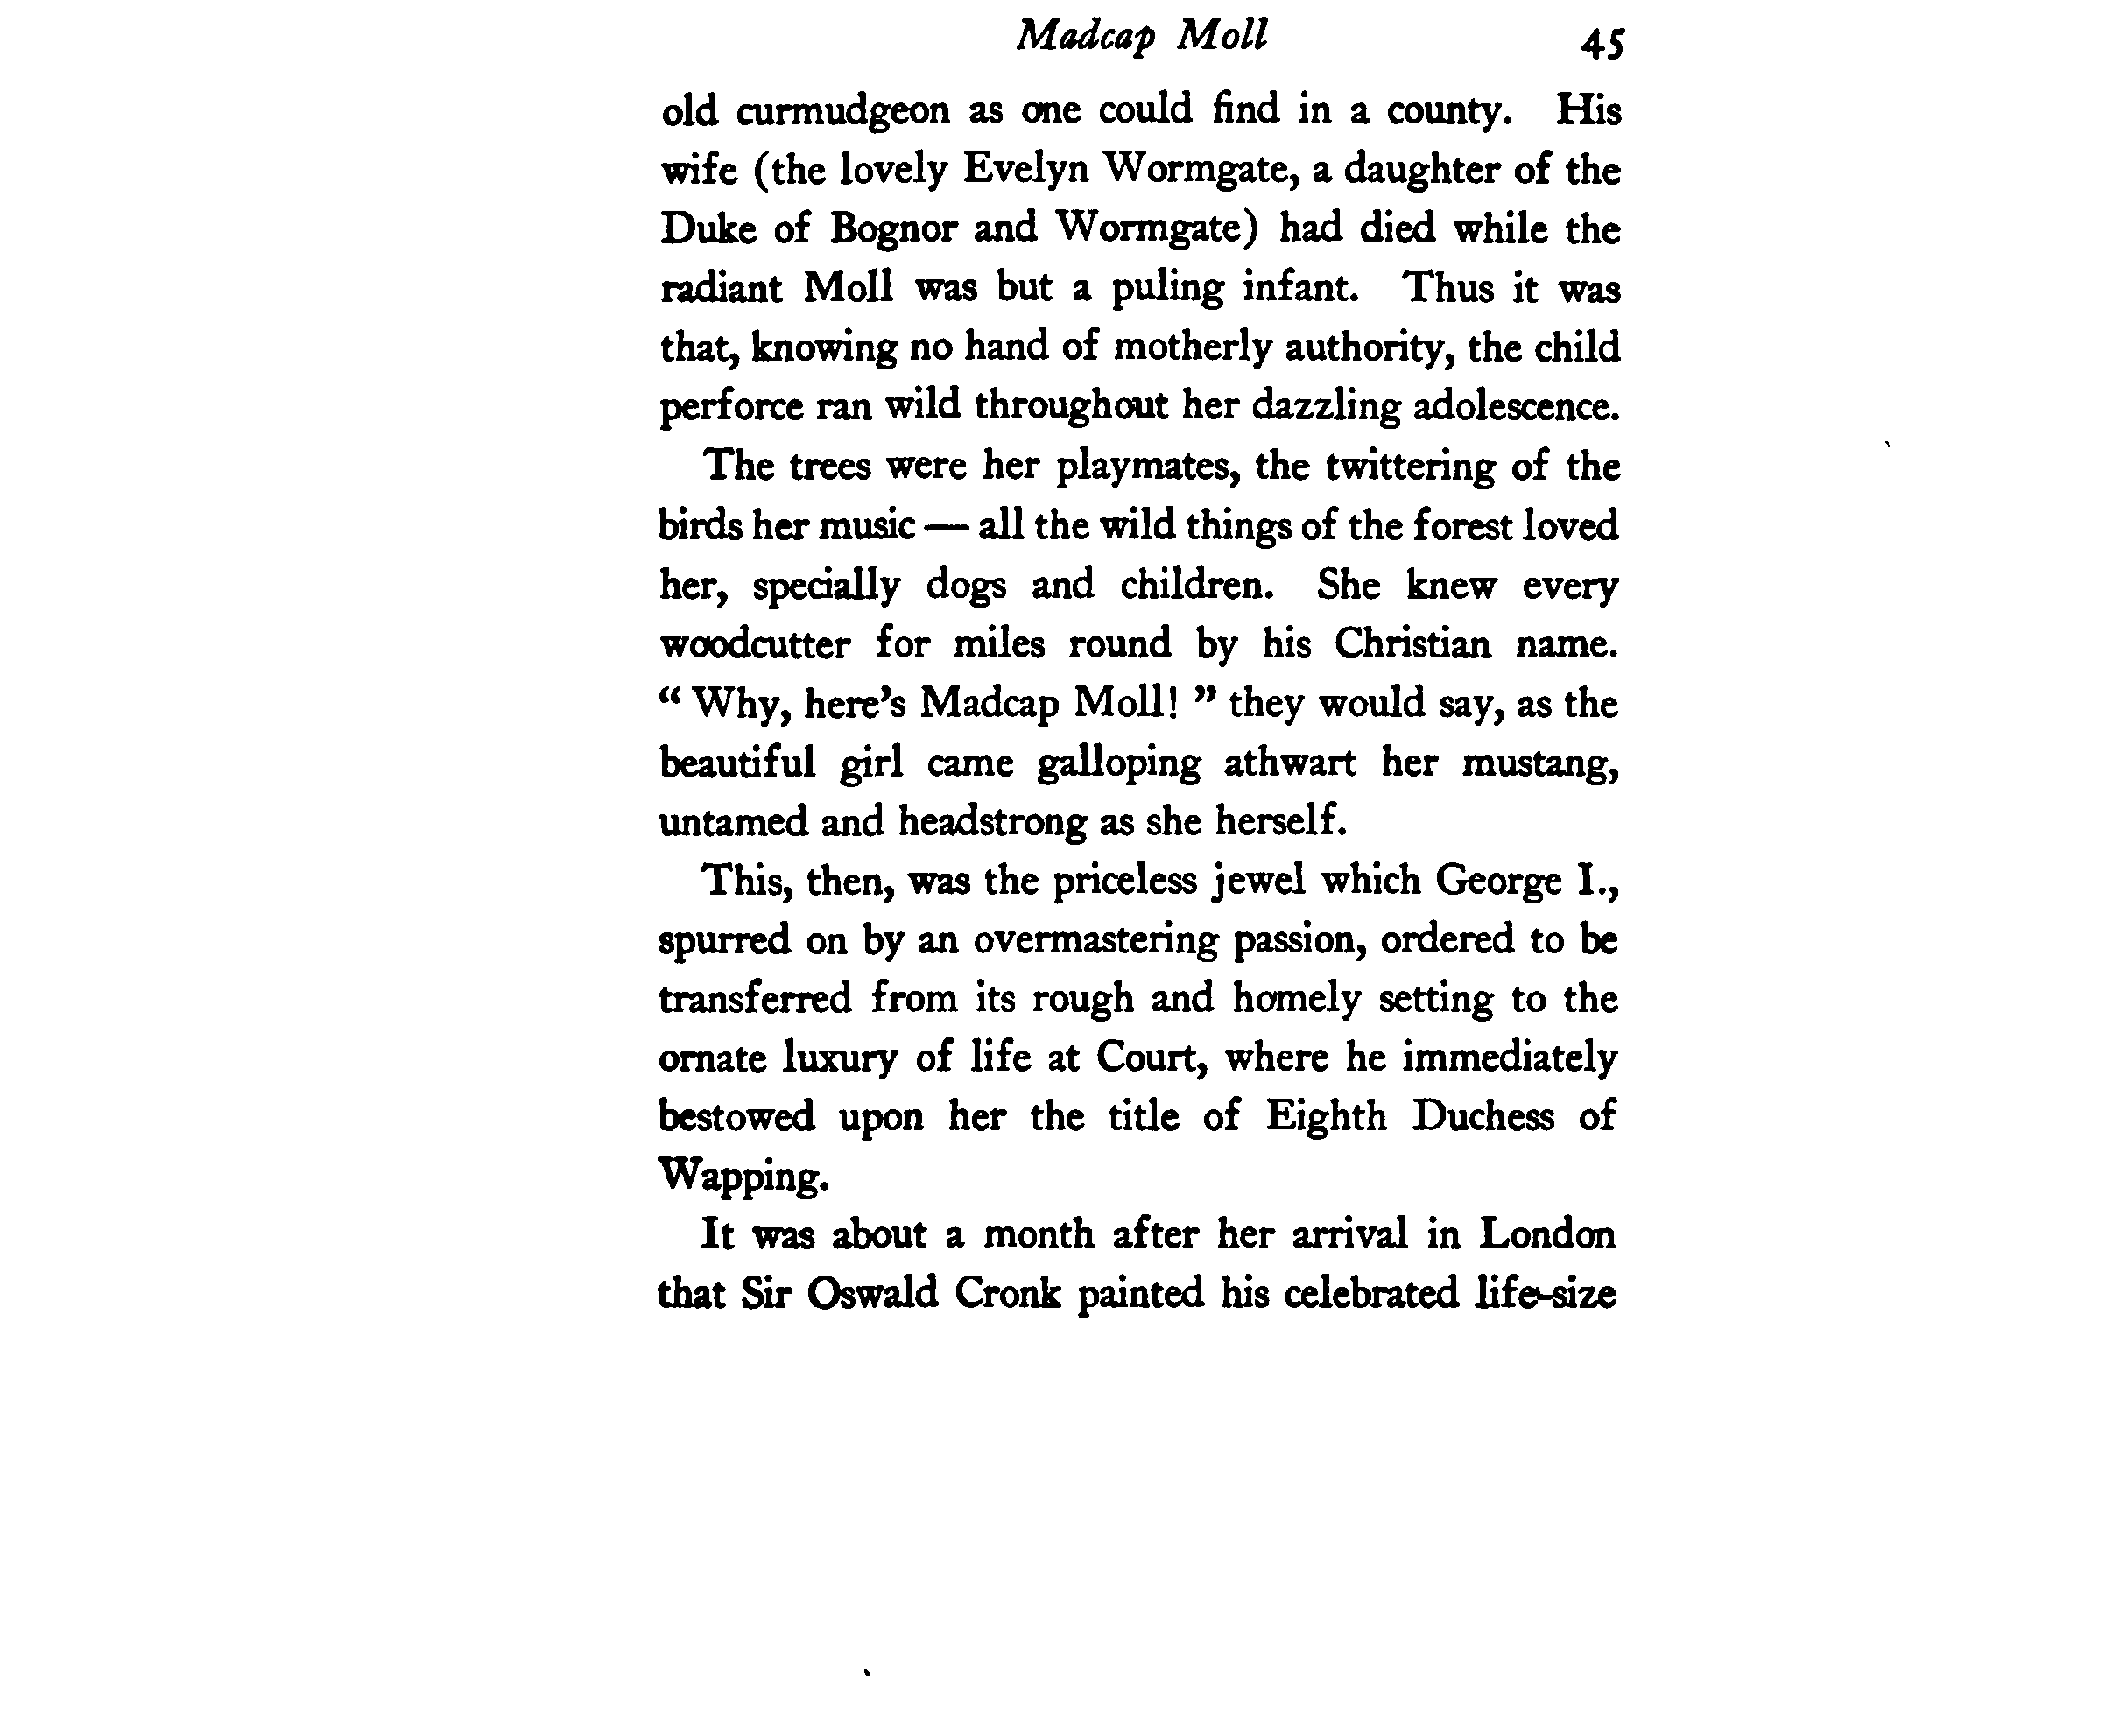 Madcap Moll 45
old curmudgeon as one could find in a county. His
wife (the lovely Evelyn Wormgate, a daughter of the
Duke of Bognor and Wormgate) had died while the
radiant Moll was but a puling infant. Thus it was
that, knowing no hand of motherly authority, the child
perforce ran wild throughout her dazzling adolescence.
The trees were her playmates, the twittering of the
birds her music — all the wild things of the forest loved
her, specially dogs and children. She knew every
woodcutter for miles round by his Christian name.
“ Why, here’s Madcap Moll! ” they would say, as the
beautiful girl came galloping athwart her mustang,
untamed and headstrong as she herself.
This, then, was the priceless jewel which George I.,
spurred on by an overmastering passion, ordered to be
transferred from its rough and homely setting to the
ornate luxury of life at Court, where he immediately
bestowed upon her the title of Eighth Duchess of
Wapping.
It was about a month after her arrival in London
that Sir Oswald Cronk painted his celebrated life-size